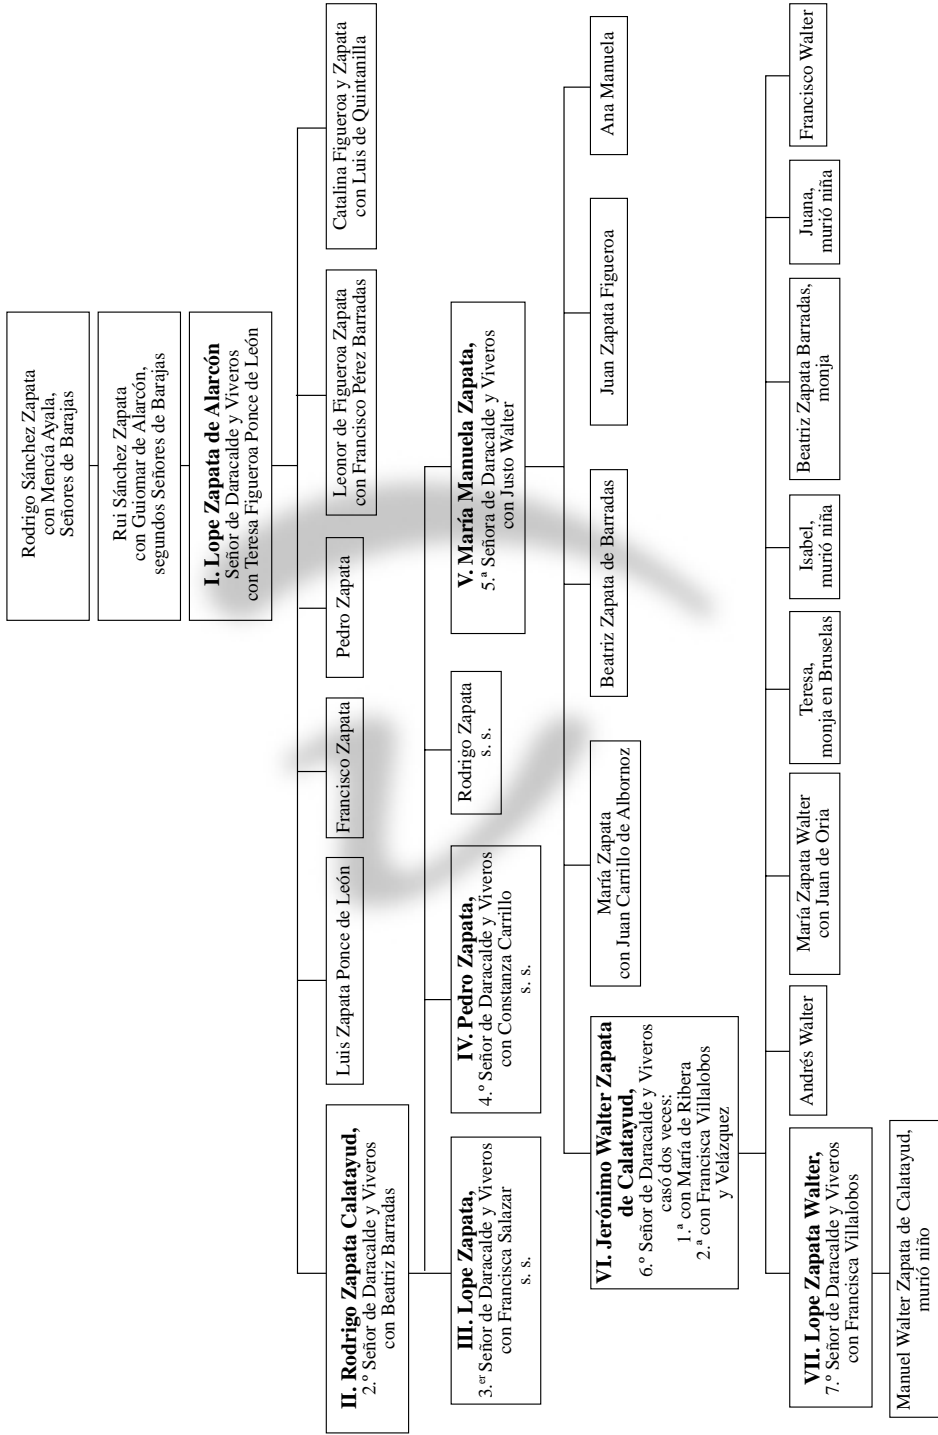 Rodrigo Sánchez Zapata
con Mencía Ayala,
Señores de Barajas
Rui Sánchez Zapata
con Guiomar de Alarcón,
segundos Señores de Barajas
I. Lope Zapata de Alarcón
Señor de Daracalde y Viveros
con Teresa Figueroa Ponce de León
II. Rodrigo Zapata Calatayud,
2.º Señor de Daracalde y Viveros
con Beatriz Barradas
Luis Zapata Ponce de León
Francisco Zapata
Pedro Zapata
Leonor de Figueroa Zapata
con Francisco Pérez Barradas
Catalina Figueroa y Zapata
con Luis de Quintanilla
III. Lope Zapata,
3.er Señor de Daracalde y Viveros
con Francisca Salazar
s. s.
IV. Pedro Zapata,
4.º Señor de Daracalde y Viveros
con Constanza Carrillo
s. s.
Rodrigo Zapata
s. s.
V. María Manuela Zapata,
5.ª Señora de Daracalde y Viveros
con Justo Walter
VI. Jerónimo Walter Zapata
de Calatayud,
6.º Señor de Daracalde y Viveros
casó dos veces:
1.ª con María de Ribera
2.ª con Francisca Villalobos
y Velázquez
María Zapata
con Juan Carrillo de Albornoz
Beatriz Zapata de Barradas
Juan Zapata Figueroa
Ana Manuela
VII. Lope Zapata Walter,
7.º Señor de Daracalde y Viveros
con Francisca Villalobos
Andrés Walter
María Zapata Walter
con Juan de Oria
Teresa,
monja en Bruselas
Isabel,
murió niña
Beatriz Zapata Barradas,
monja
Juana,
murió niña
Francisco Walter
Manuel Walter Zapata de Calatayud,
murió niño